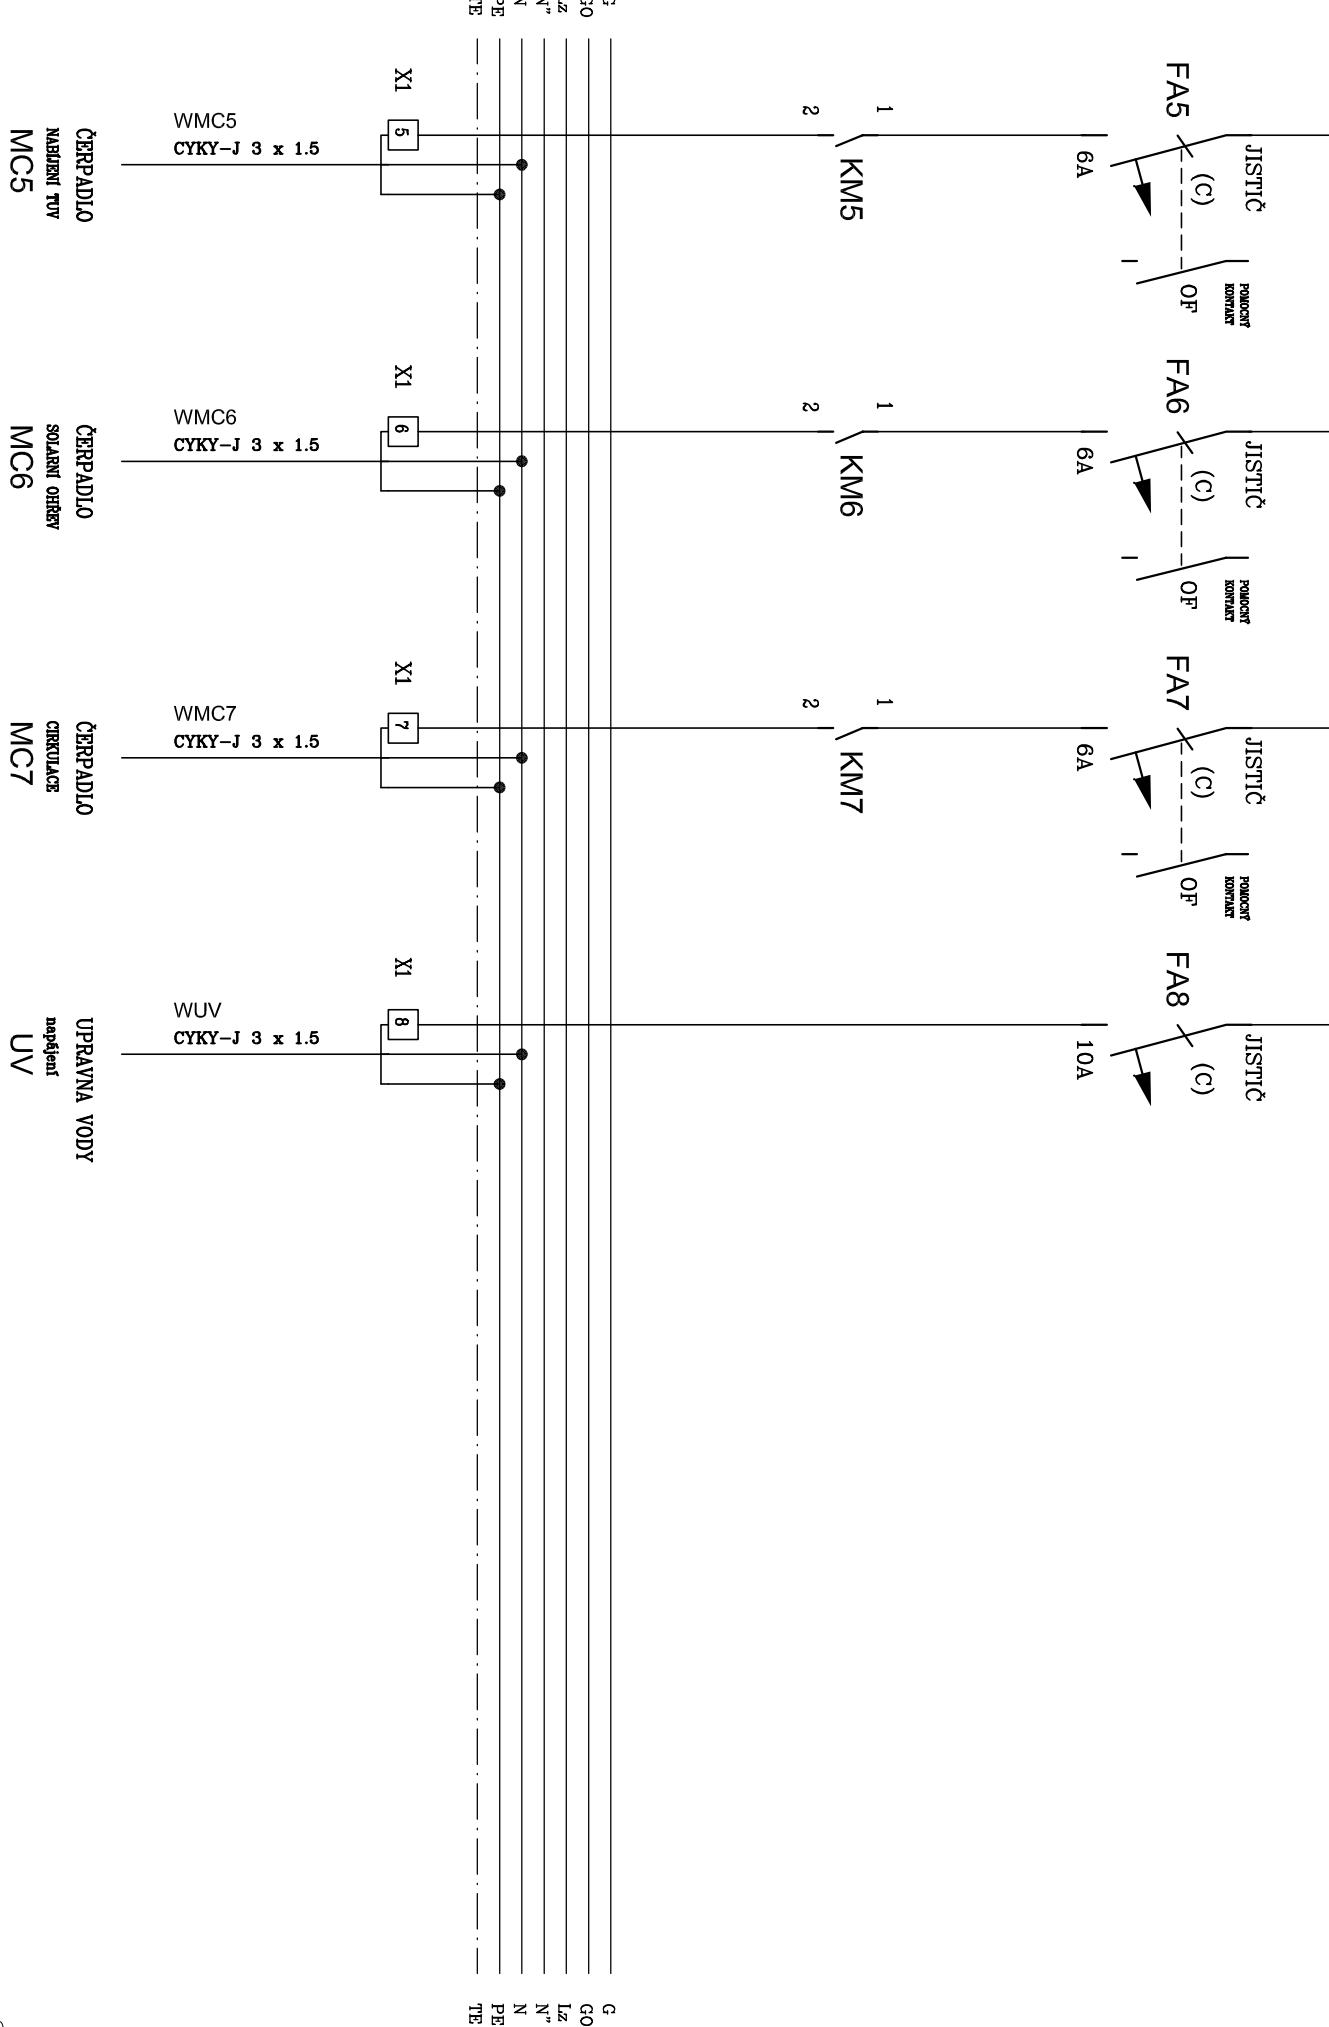 FA5
JISTIČ
(C)
6A
POMOCNÝ
KONTAKT
OF
1
2
KM5
X1
5
WMC5
CYKY-J 3 x 1.5
ČERPADLO
NABÍJENÍ TUV
MC5
FA6
JISTIČ
(C)
6A
POMOCNÝ
KONTAKT
OF
1
2
KM6
X1
6
WMC6
CYKY-J 3 x 1.5
ČERPADLO
SOLARNÍ OHŘEV
MC6
FA7
JISTIČ
(C)
6A
POMOCNÝ
KONTAKT
OF
1
2
KM7
X1
7
WMC7
CYKY-J 3 x 1.5
ČERPADLO
CIRKULACE
MC7
FA8
JISTIČ
(C)
10A
X1
8
WUV
CYKY-J 3 x 1.5
UPRAVNA VODY
napájení
UV
G
GO
Lz
N"
N
PE
TE
G
GO
Lz
N"
N
PE
TE